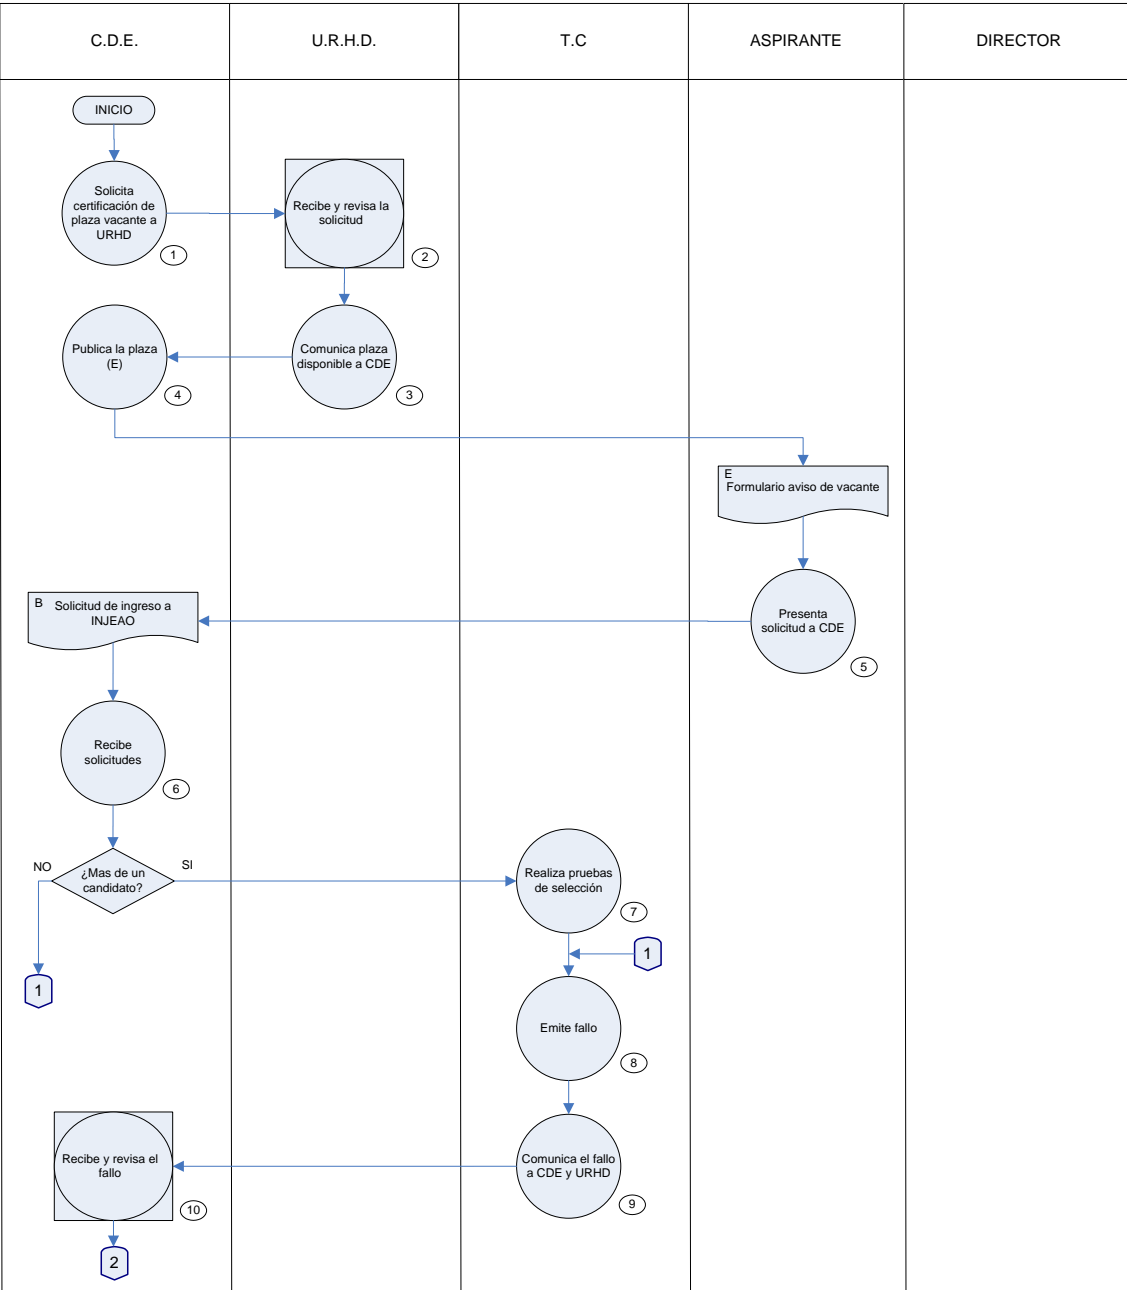 C.D.E.
U.R.H.D.
T.C
ASPIRANTE
DIRECTOR
INICIO
Solicita
certificación de
plaza vacante a
URHD
1
Recibe y revisa la
solicitud
2
Comunica plaza
disponible a CDE
3
Publica la plaza
(E)
4
E
Formulario aviso de vacante
Presenta
solicitud a CDE
5
B
Solicitud de ingreso a
INJEAO
Recibe
solicitudes
6
¿Mas de un
candidato?
NO
SI
1
Realiza pruebas
de selección
7
1
Emite fallo
8
Comunica el fallo
a CDE y URHD
9
Recibe y revisa el
fallo
10
2